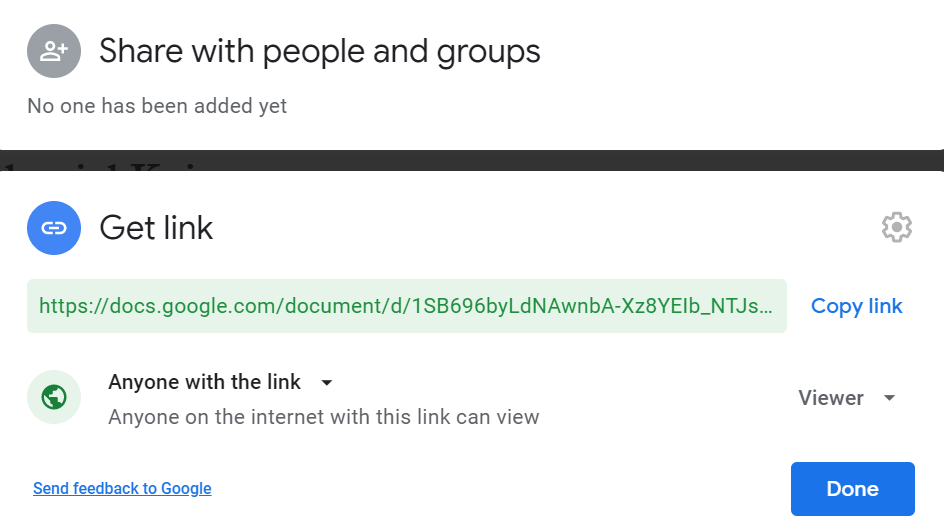 Share with people and groups
No one has been added yet
Get link
https://docs.google.com/document/d/1SB696byLdNAwnbA-Xz8YEIb_NTJs...
Copy link
Anyone with the link
Anyone on the internet with this link can view
Viewer
Send feedback to Google
Done